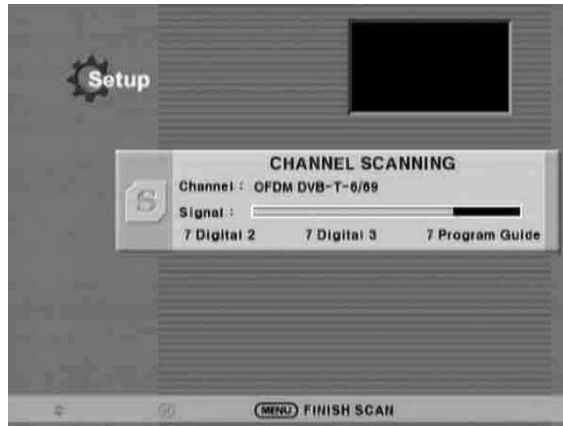 Setup
CHANNEL SCANNING
S
Channel : OFDM DVB-T-6/69
Signal :
7 Digital 2 7 Digital 3 7 Program Guide
MENU FINISH SCAN